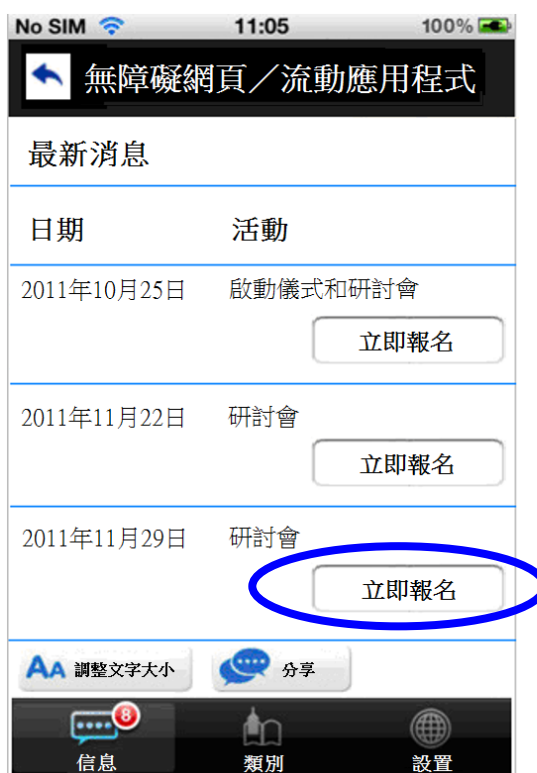 No SIM 11:05 100%
無障礙網頁／流動應用程式
最新消息
日期 活動
2011年10月25日 啟動儀式和研討會
立即報名
2011年11月22日 研討會
立即報名
2011年11月29日 研討會
立即報名
AA 調整文字大小 分享
8
信息 類別 設置